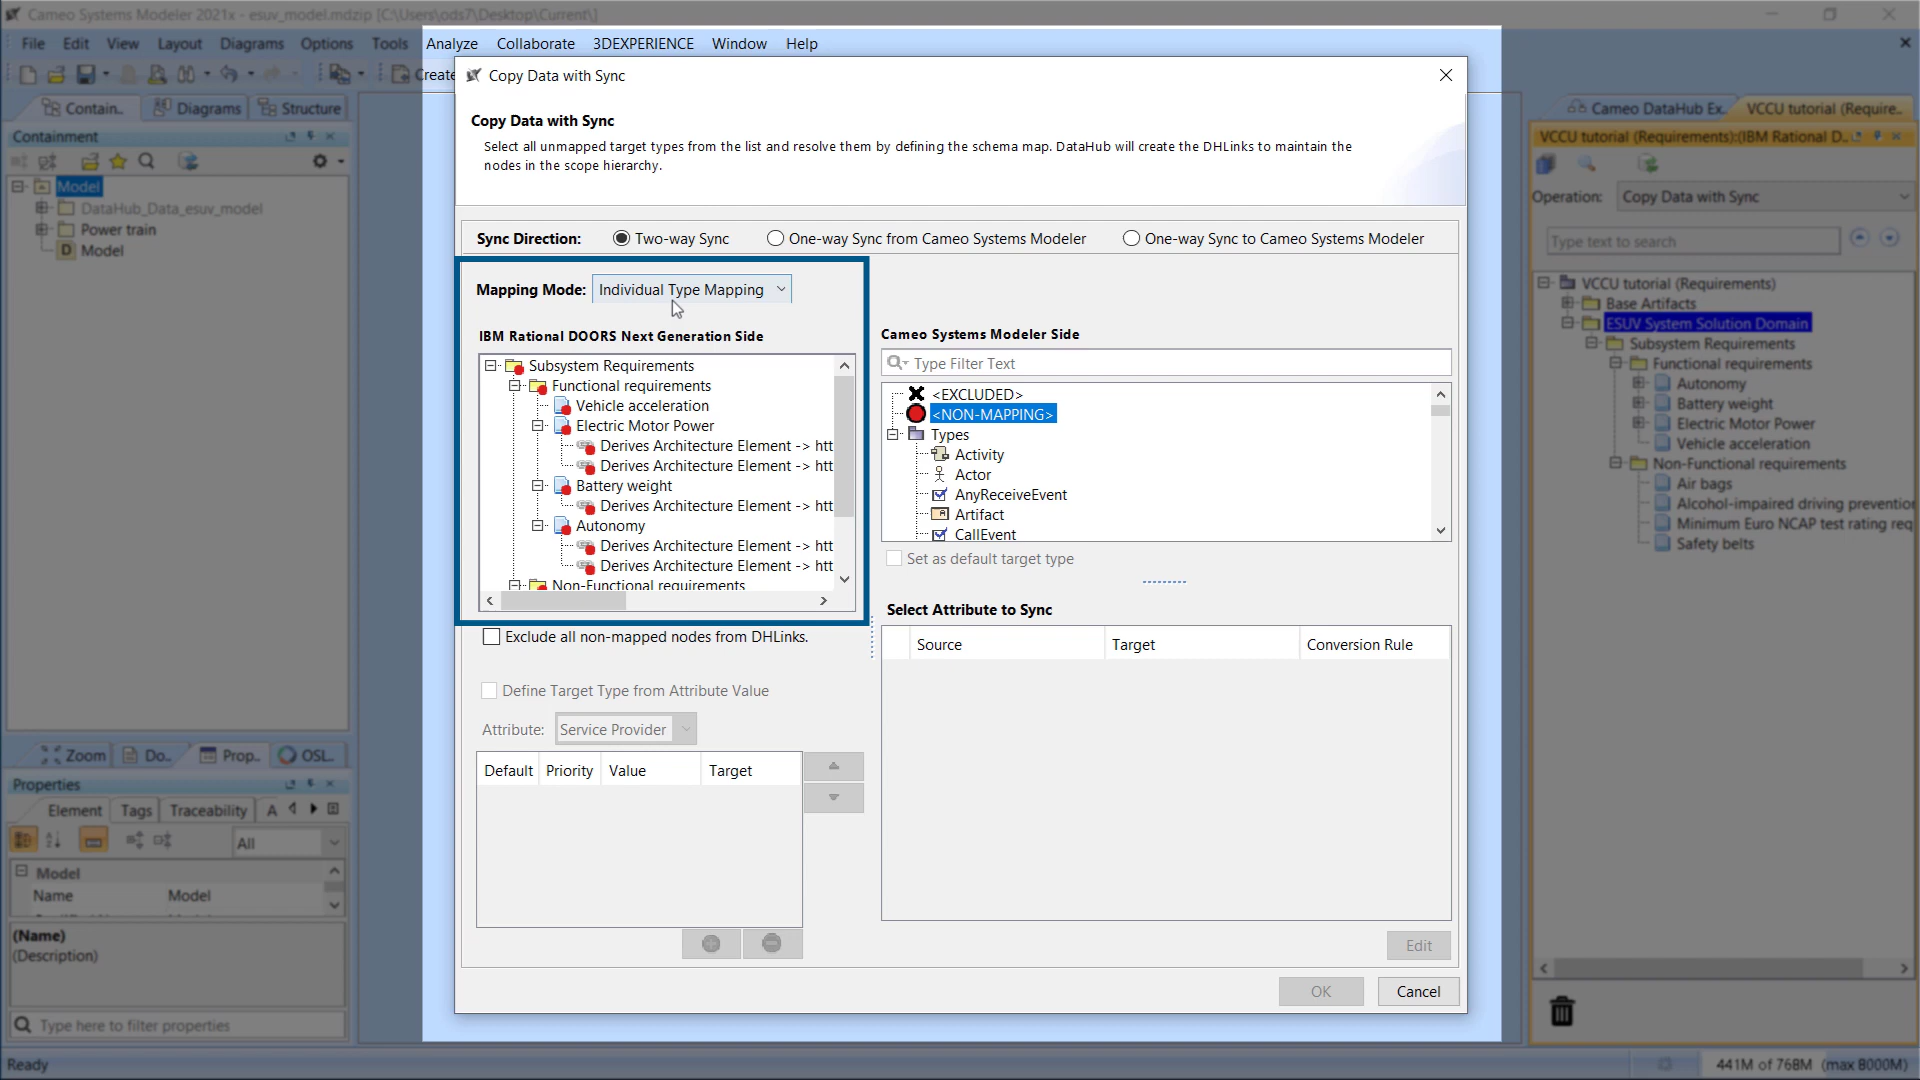 Cameo Systems Modeler 2021x - esuv_model.mdzip [C:\Users\ods7\Desktop\Current\]
File Edit View Layout Diagrams Options Tools Analyze Collaborate 3DEXPERIENCE Window Help
Create
Contain.. Diagrams Structure
Containment
Model
DataHub_Data_esuv_model
Power train
Model
Zoom Do.. Prop.. OSL..
Properties
Element Tags Traceability A
All
Model
Name Model
(Name)
(Description)
Type here to filter properties
Ready
Copy Data with Sync
Copy Data with Sync
Select all unmapped target types from the list and resolve them by defining the schema map. DataHub will create the DHLinks to maintain the
nodes in the scope hierarchy.
Sync Direction: Two-way Sync One-way Sync from Cameo Systems Modeler One-way Sync to Cameo Systems Modeler
Mapping Mode: Individual Type Mapping
IBM Rational DOORS Next Generation Side
Subsystem Requirements
Functional requirements
Vehicle acceleration
Electric Motor Power
Derives Architecture Element -> htt
Derives Architecture Element -> htt
Battery weight
Derives Architecture Element -> htt
Autonomy
Derives Architecture Element -> htt
Derives Architecture Element -> htt
Non-Functional requirements
Exclude all non-mapped nodes from DHLinks.
Define Target Type from Attribute Value
Attribute: Service Provider
Default Priority Value Target
Cameo Systems Modeler Side
Type Filter Text
<EXCLUDED>
<NON-MAPPING>
Types
Activity
Actor
AnyReceiveEvent
Artifact
CallEvent
Set as default target type
Select Attribute to Sync
Source Target Conversion Rule
Edit
OK Cancel
Cameo DataHub Ex.. VCCU tutorial (Require..
VCCU tutorial (Requirements):(IBM Rational D..
Operation: Copy Data with Sync
Type text to search
VCCU tutorial (Requirements)
Base Artifacts
ESUV System Solution Domain
Subsystem Requirements
Functional requirements
Autonomy
Battery weight
Electric Motor Power
Vehicle acceleration
Non-Functional requirements
Air bags
Alcohol-impaired driving prevention
Minimum Euro NCAP test rating req
Safety belts
441M of 768M (max 8000M)